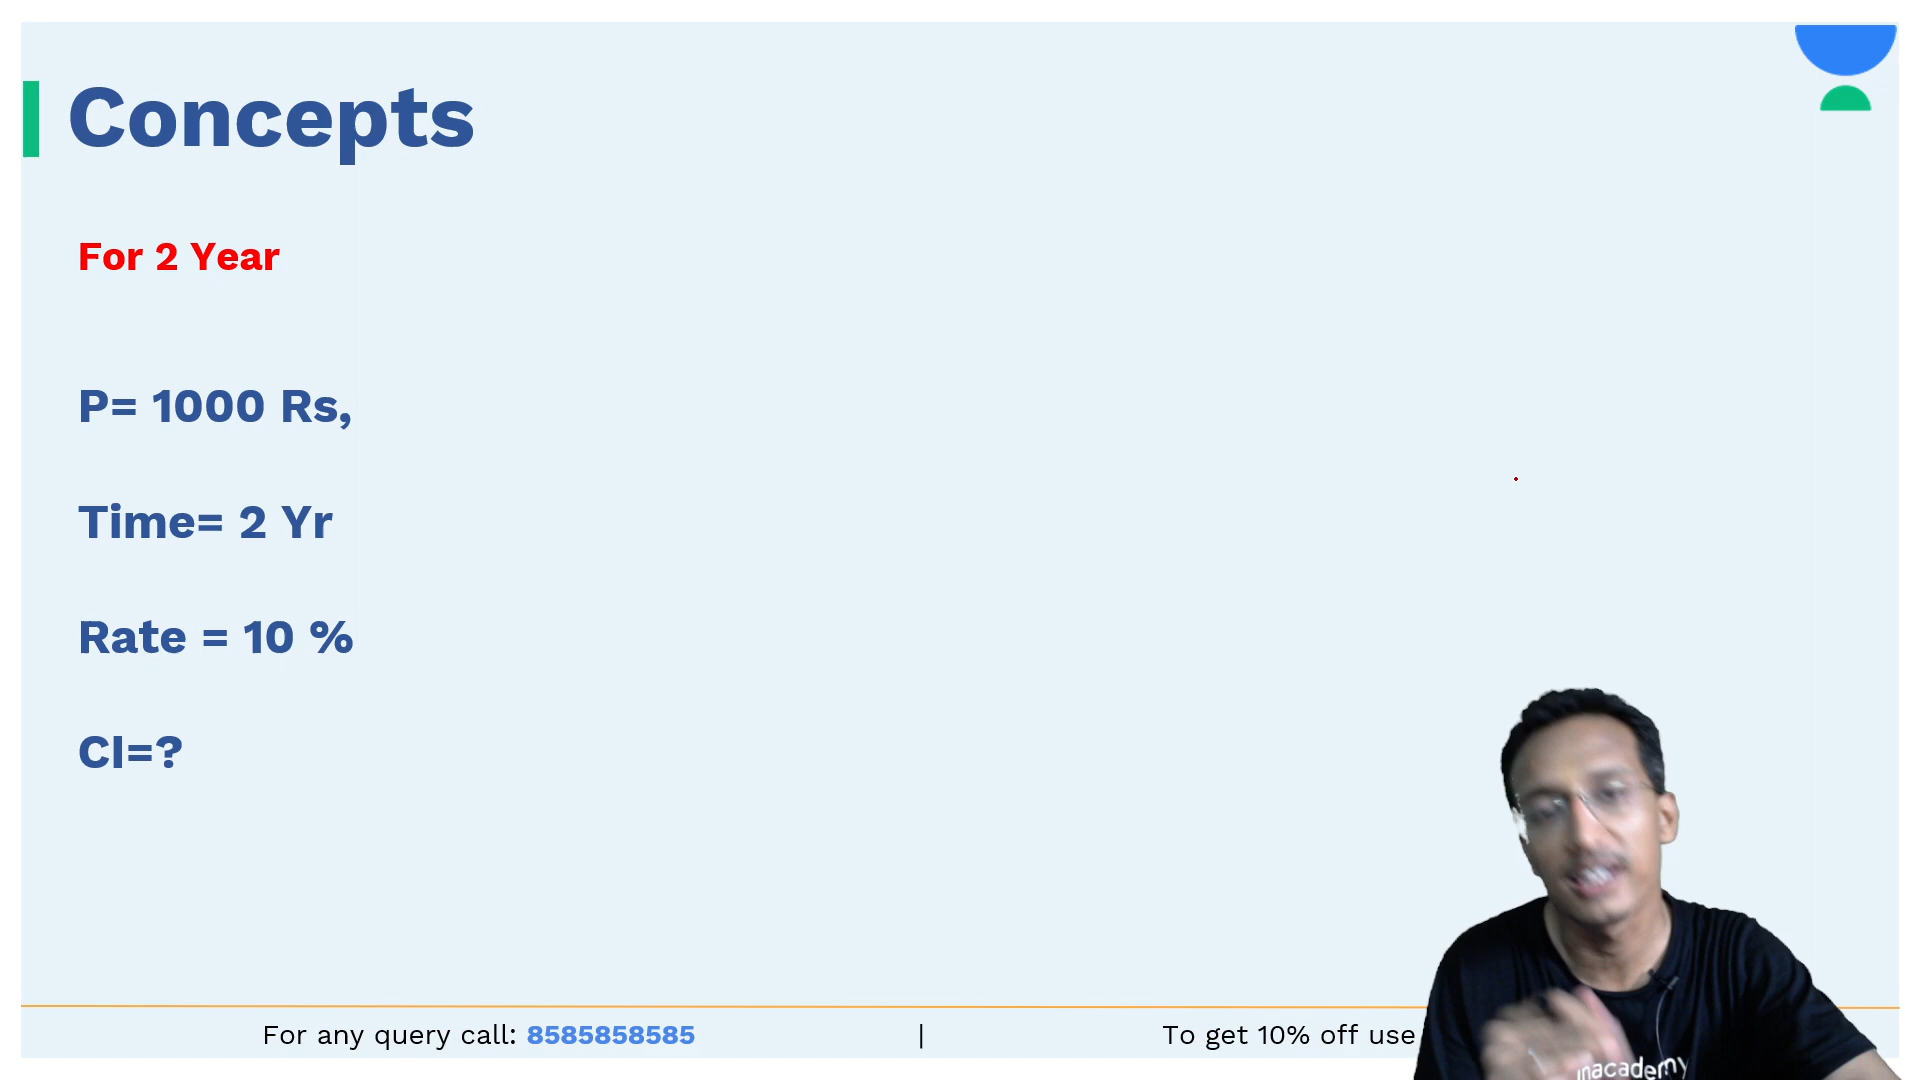 Concepts
For 2 Year
P= 1000 Rs,
Time= 2 Yr
Rate = 10 %
CI=?
For any query call: 8585858585 | To get 10% off use
unacademy